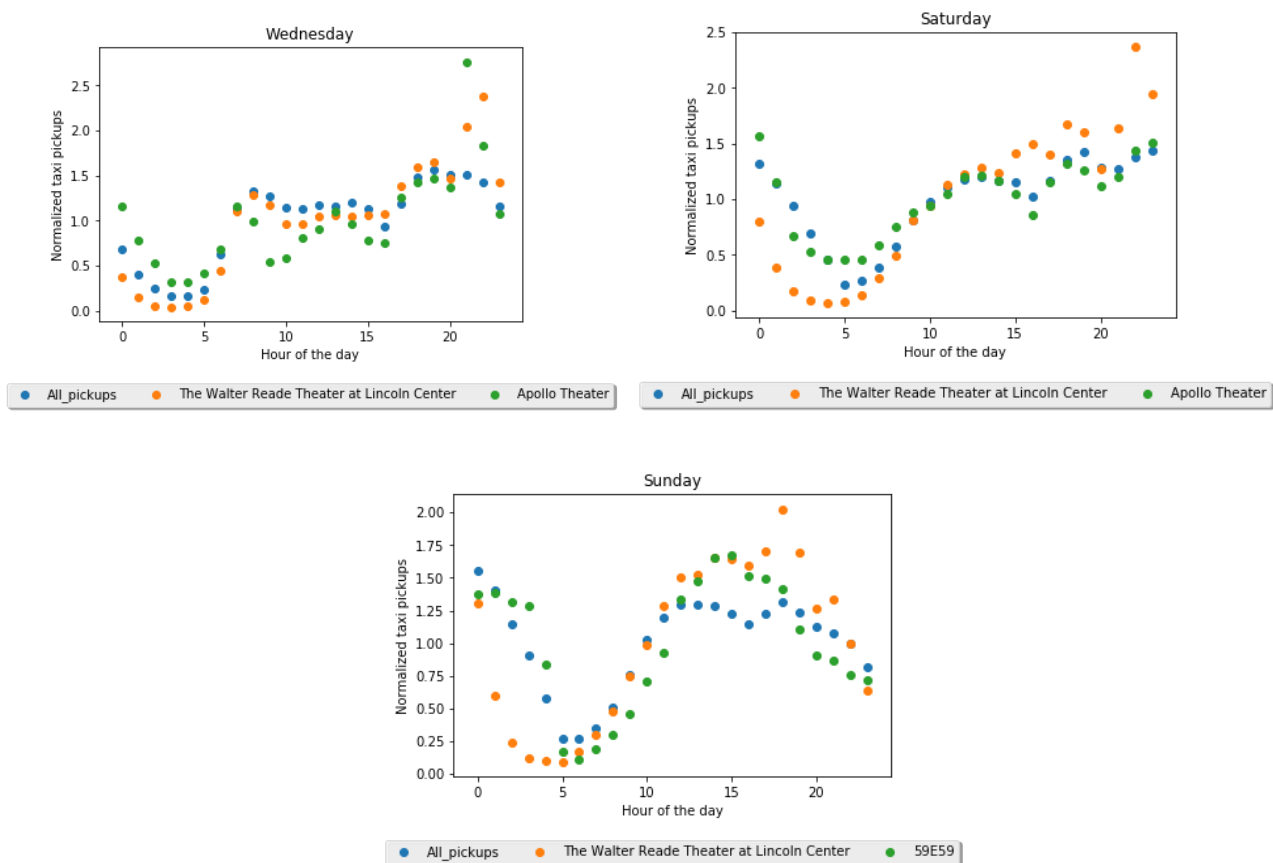 Wednesday
Normalized taxi pickups
2.5
2.0
1.5
1.0
0.5
0.0
0 5 10 15 20
Hour of the day
All_pickups The Walter Reade Theater at Lincoln Center Apollo Theater
Saturday
Normalized taxi pickups
2.5
2.0
1.5
1.0
0.5
0.0
0 5 10 15 20
Hour of the day
All_pickups The Walter Reade Theater at Lincoln Center Apollo Theater
Sunday
Normalized taxi pickups
2.00
1.75
1.50
1.25
1.00
0.75
0.50
0.25
0.00
0 5 10 15 20
Hour of the day
All_pickups The Walter Reade Theater at Lincoln Center 59E59